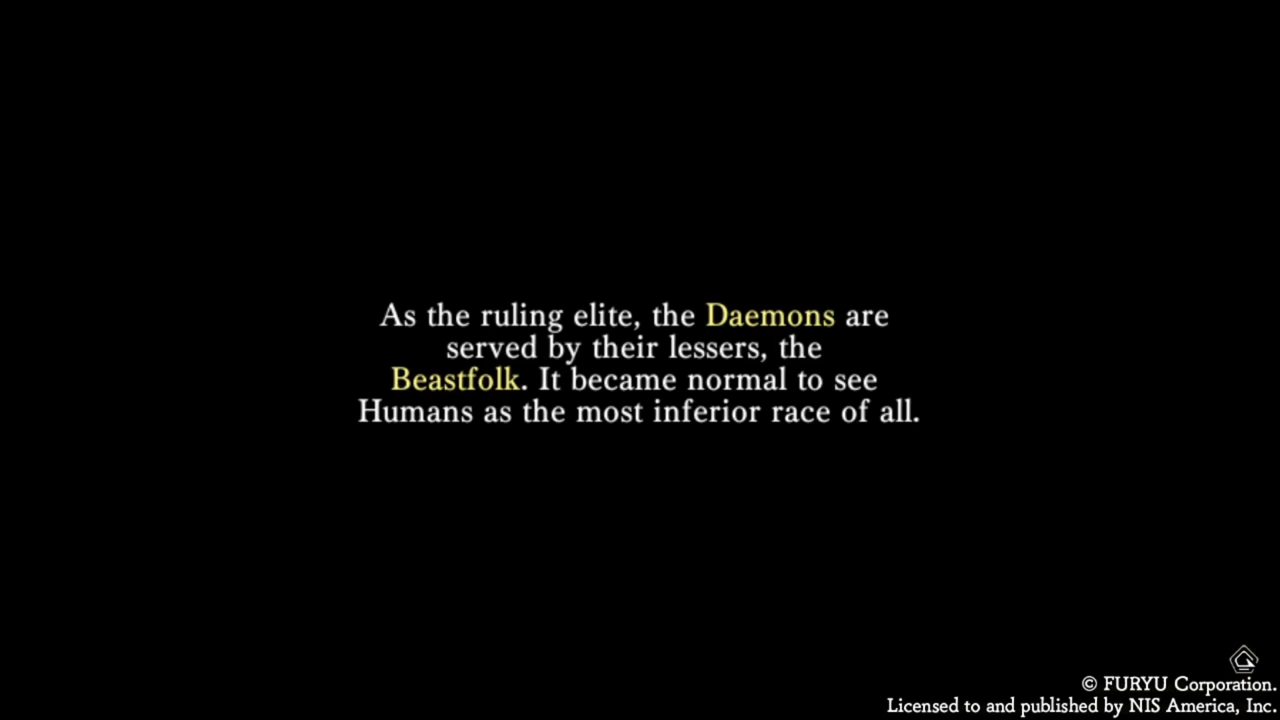 As the ruling elite, the Daemons are
served by their lessers, the
Beastfolk. It became normal to see
Humans as the most inferior race of all.
© FURYU Corporation.
Licensed to and published by NIS America, Inc.